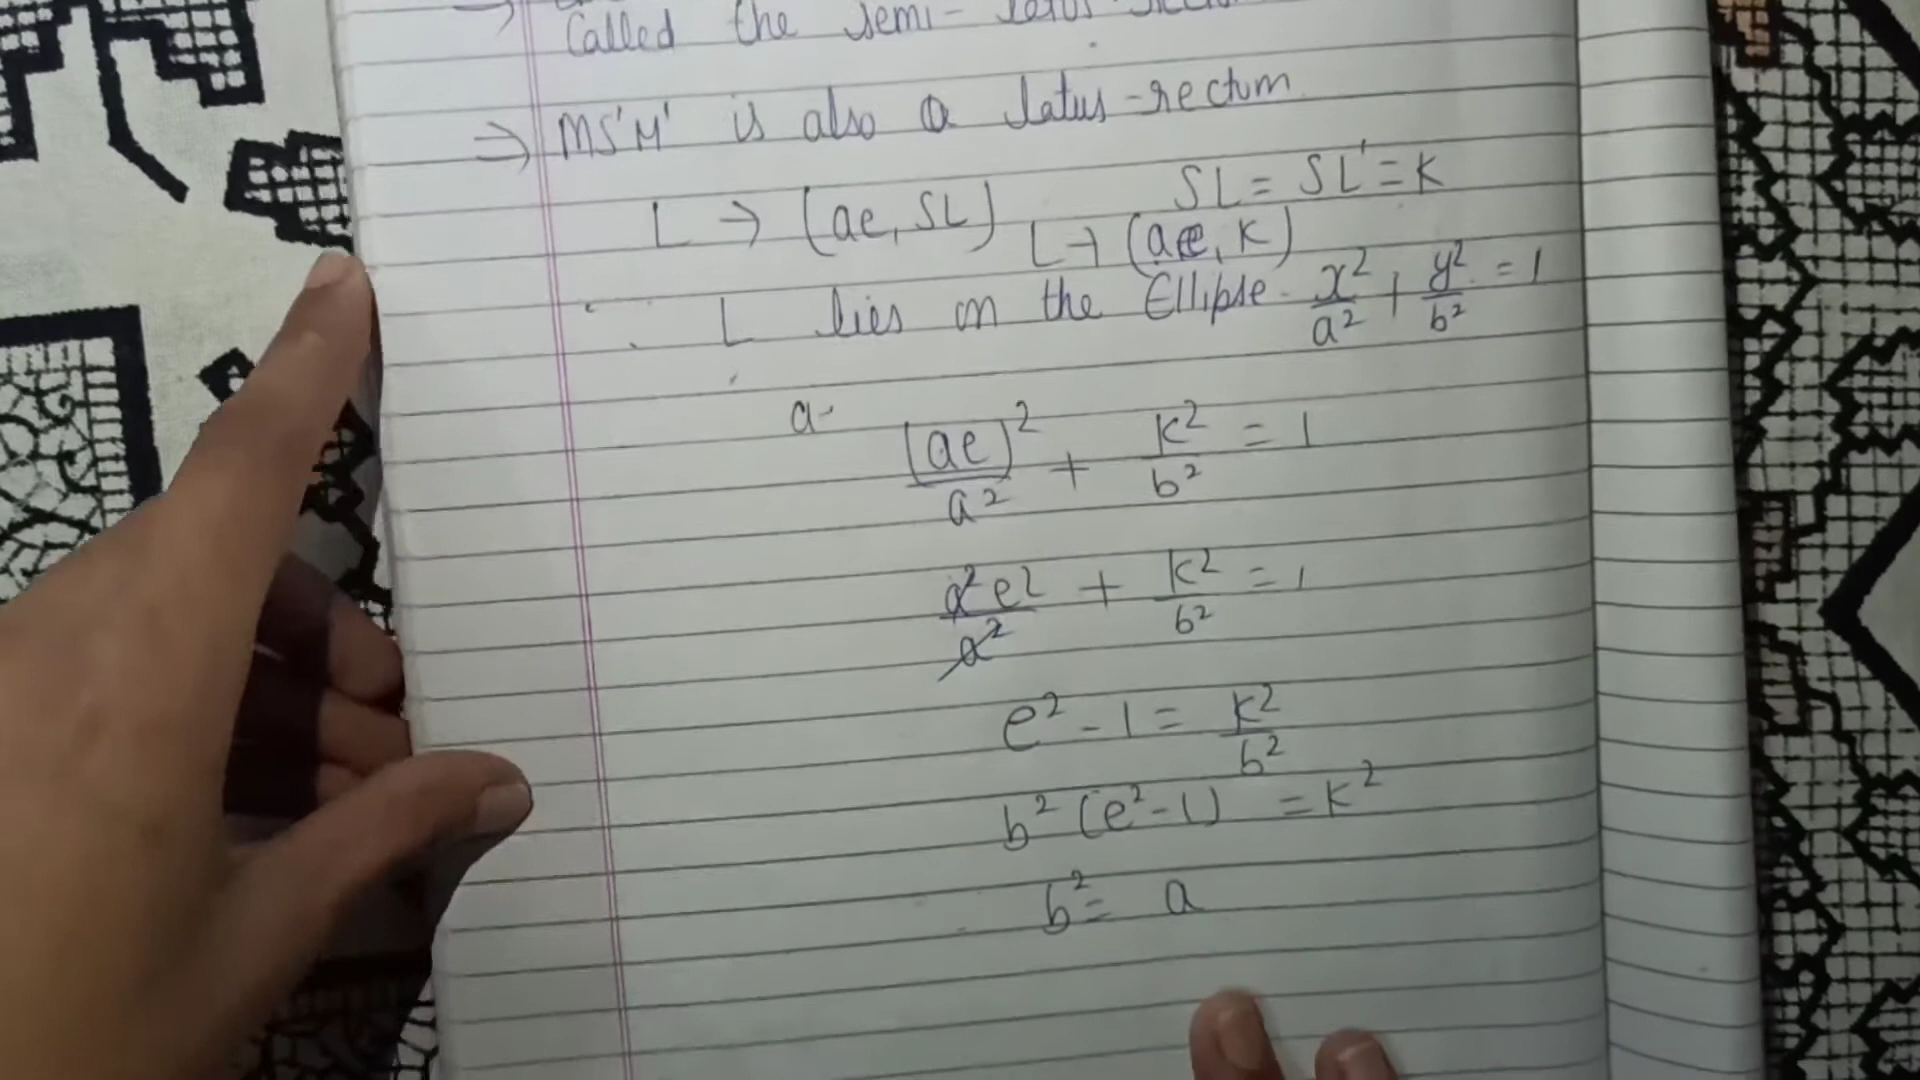 Called the semi-latus
⇒ MS'M' is also a latus-rectum
L → (ae, SL) SL = SL' = K
L → (ae, K)
L lies on the Ellipse x²/a² + y²/b² = 1
a
(ae)²/a² + k²/b² = 1
a²e²/a² + k²/b² = 1
e² - 1 = k²/b²
b² (e² - 1) = k²
b² = a